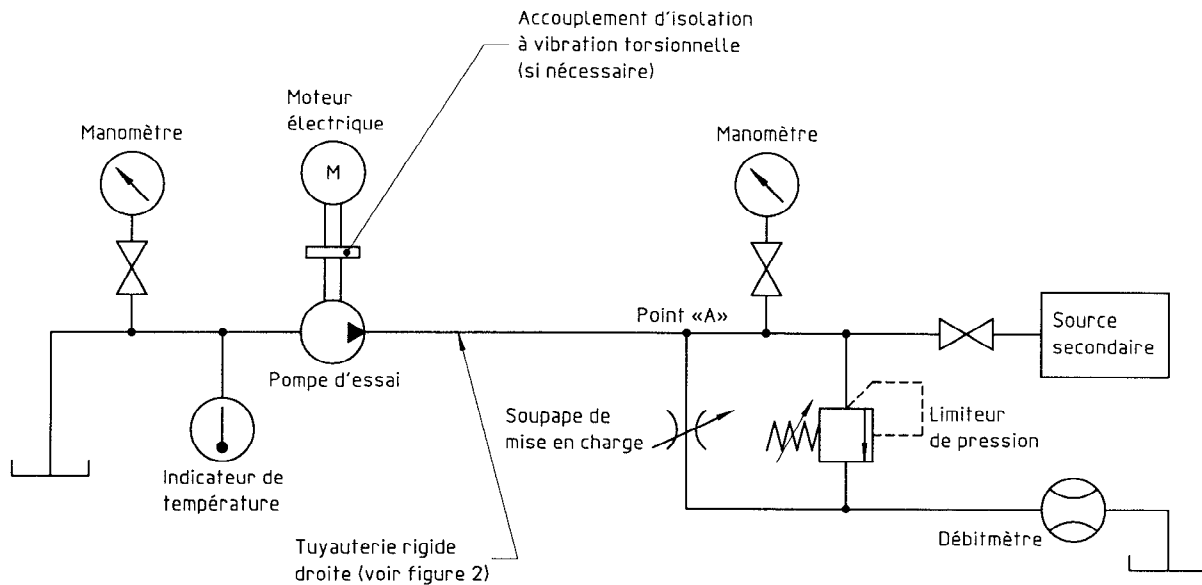 Accouplement d'isolation
à vibration torsionnelle
(si nécessaire)
Moteur
électrique
Manomètre
Manomètre
M
Point «A»
Source
secondaire
Pompe d'essai
Soupape de
mise en charge
Limiteur
de pression
Indicateur de
température
Débitmètre
Tuyauterie rigide
droite (voir figure 2)